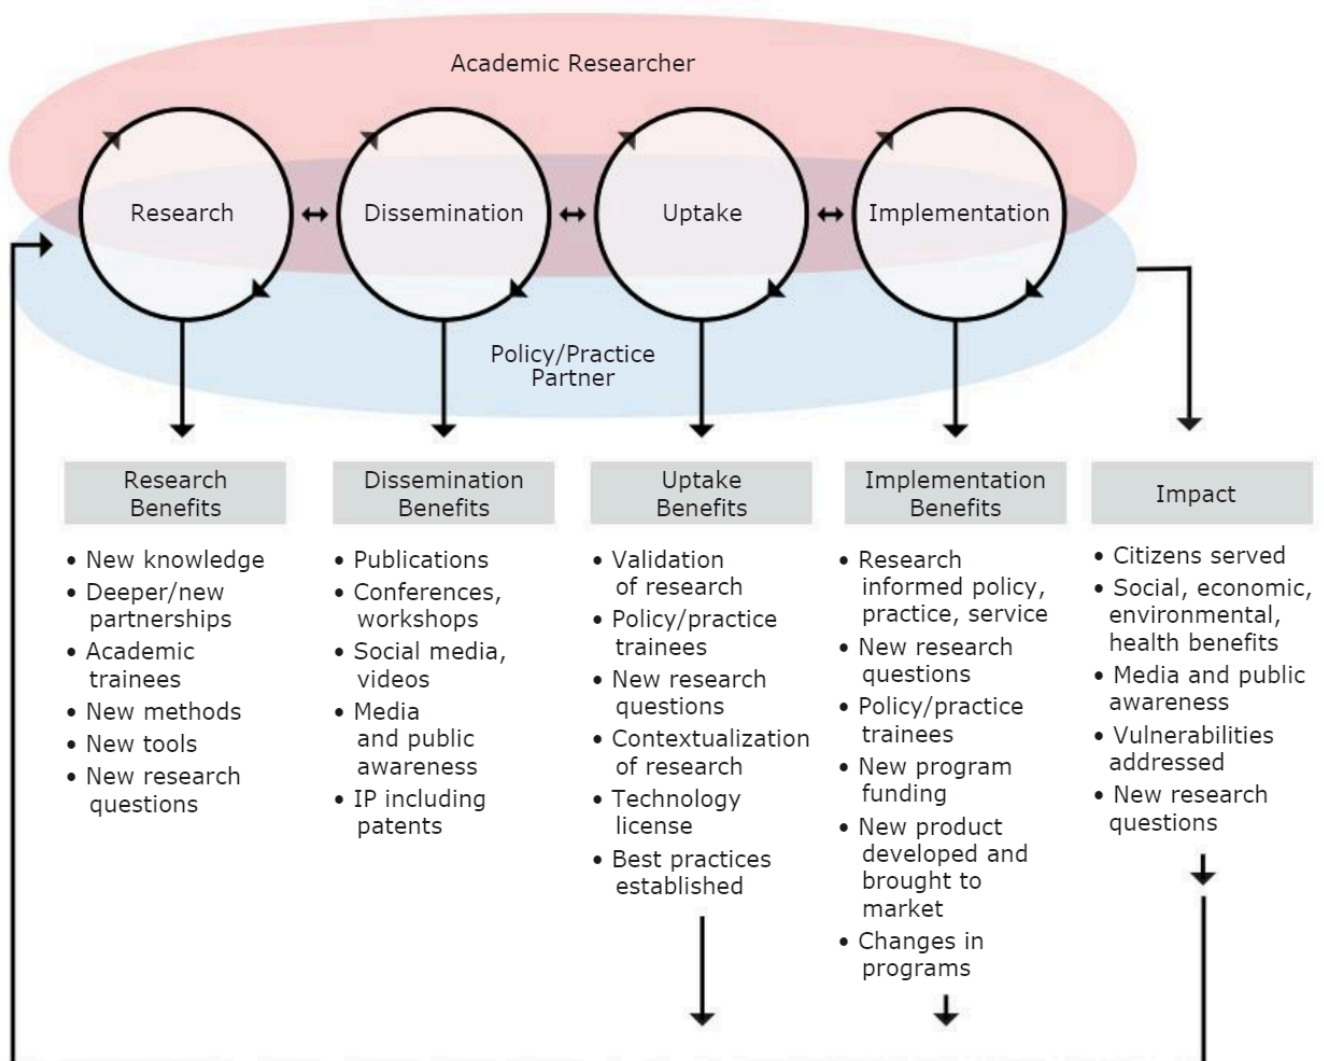 Academic Researcher
Research
Dissemination
Uptake
Implementation
Policy/Practice
Partner
Research
Benefits
• New knowledge
• Deeper/new
partnerships
• Academic
trainees
• New methods
• New tools
• New research
questions
Dissemination
Benefits
• Publications
• Conferences,
workshops
• Social media,
videos
• Media
and public
awareness
• IP including
patents
Uptake
Benefits
• Validation
of research
• Policy/practice
trainees
• New research
questions
• Contextualization
of research
• Technology
license
• Best practices
established
Implementation
Benefits
• Research
informed policy,
practice, service
• New research
questions
• Policy/practice
trainees
• New program
funding
• New product
developed and
brought to
market
• Changes in
programs
Impact
• Citizens served
• Social, economic,
environmental,
health benefits
• Media and public
awareness
• Vulnerabilities
addressed
• New research
questions